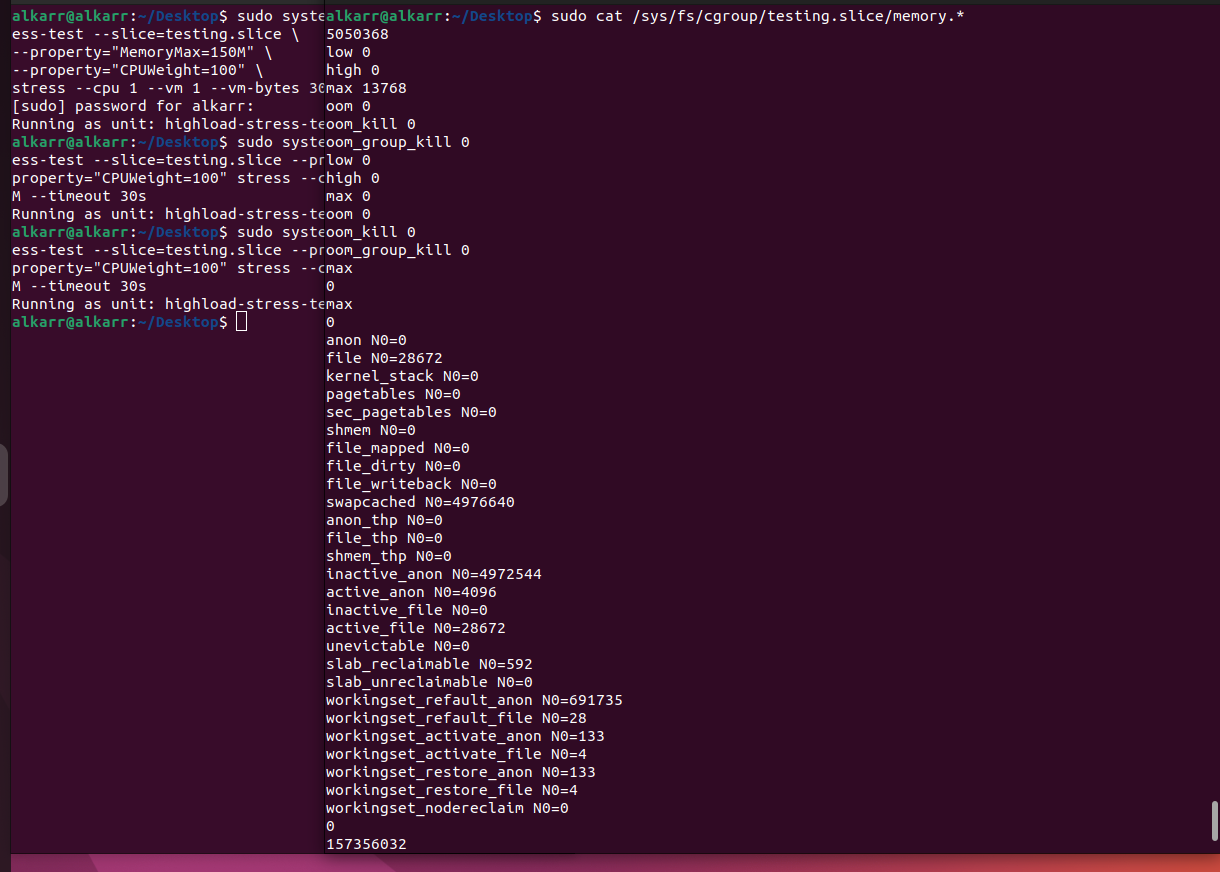 alkarr@alkarr:~/Desktop$ sudo syste
ess-test --slice=testing.slice \
--property="MemoryMax=150M" \
--property="CPUWeight=100" \
stress --cpu 1 --vm 1 --vm-bytes 30
[sudo] password for alkarr:
Running as unit: highload-stress-te
alkarr@alkarr:~/Desktop$ sudo syste
ess-test --slice=testing.slice --pr
property="CPUWeight=100" stress --c
M --timeout 30s
Running as unit: highload-stress-te
alkarr@alkarr:~/Desktop$ sudo syste
ess-test --slice=testing.slice --pr
property="CPUWeight=100" stress --c
M --timeout 30s
Running as unit: highload-stress-te
alkarr@alkarr:~/Desktop$
alkarr@alkarr:~/Desktop$ sudo cat /sys/fs/cgroup/testing.slice/memory.*
5050368
low 0
high 0
max 13768
oom 0
oom_kill 0
oom_group_kill 0
low 0
high 0
max 0
oom 0
oom_kill 0
oom_group_kill 0
max
0
max
0
anon N0=0
file N0=28672
kernel_stack N0=0
pagetables N0=0
sec_pagetables N0=0
shmem N0=0
file_mapped N0=0
file_dirty N0=0
file_writeback N0=0
swapcached N0=4976640
anon_thp N0=0
file_thp N0=0
shmem_thp N0=0
inactive_anon N0=4972544
active_anon N0=4096
inactive_file N0=0
active_file N0=28672
unevictable N0=0
slab_reclaimable N0=592
slab_unreclaimable N0=0
workingset_refault_anon N0=691735
workingset_refault_file N0=28
workingset_activate_anon N0=133
workingset_activate_file N0=4
workingset_restore_anon N0=133
workingset_restore_file N0=4
workingset_nodereclaim N0=0
0
157356032